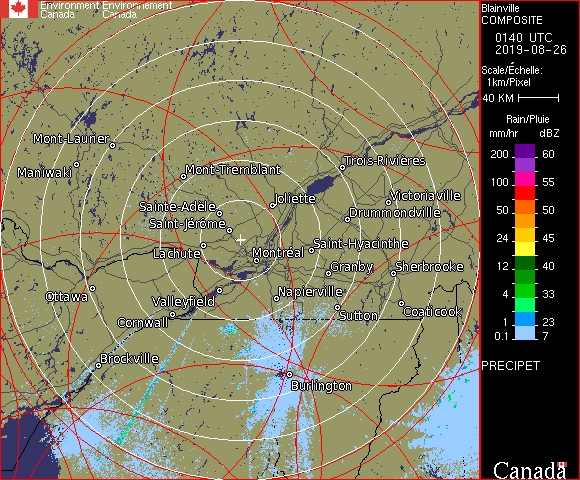 Environment Environnement
Canada Canada
Blainville
COMPOSITE
0140 UTC
2019-08-26
Scale/Échelle:
1km/Pixel
40 KM
Rain/Pluie
mm/hr dBZ
200 60
100 55
50 50
24 45
12 40
4 33
1 23
0.1 7
PRECIPET
Mont-Laurier
Maniwaki
Mont-Tremblant
Trois-Rivières
Joliette
Victoriaville
Sainte-Adèle
Drummondville
Saint-Jérôme
Lachute
Montréal
Saint-Hyacinthe
Granby
Sherbrooke
Ottawa
Valleyfield
Napierville
Cornwall
Sutton
Coaticook
Brockville
Burlington
Canada